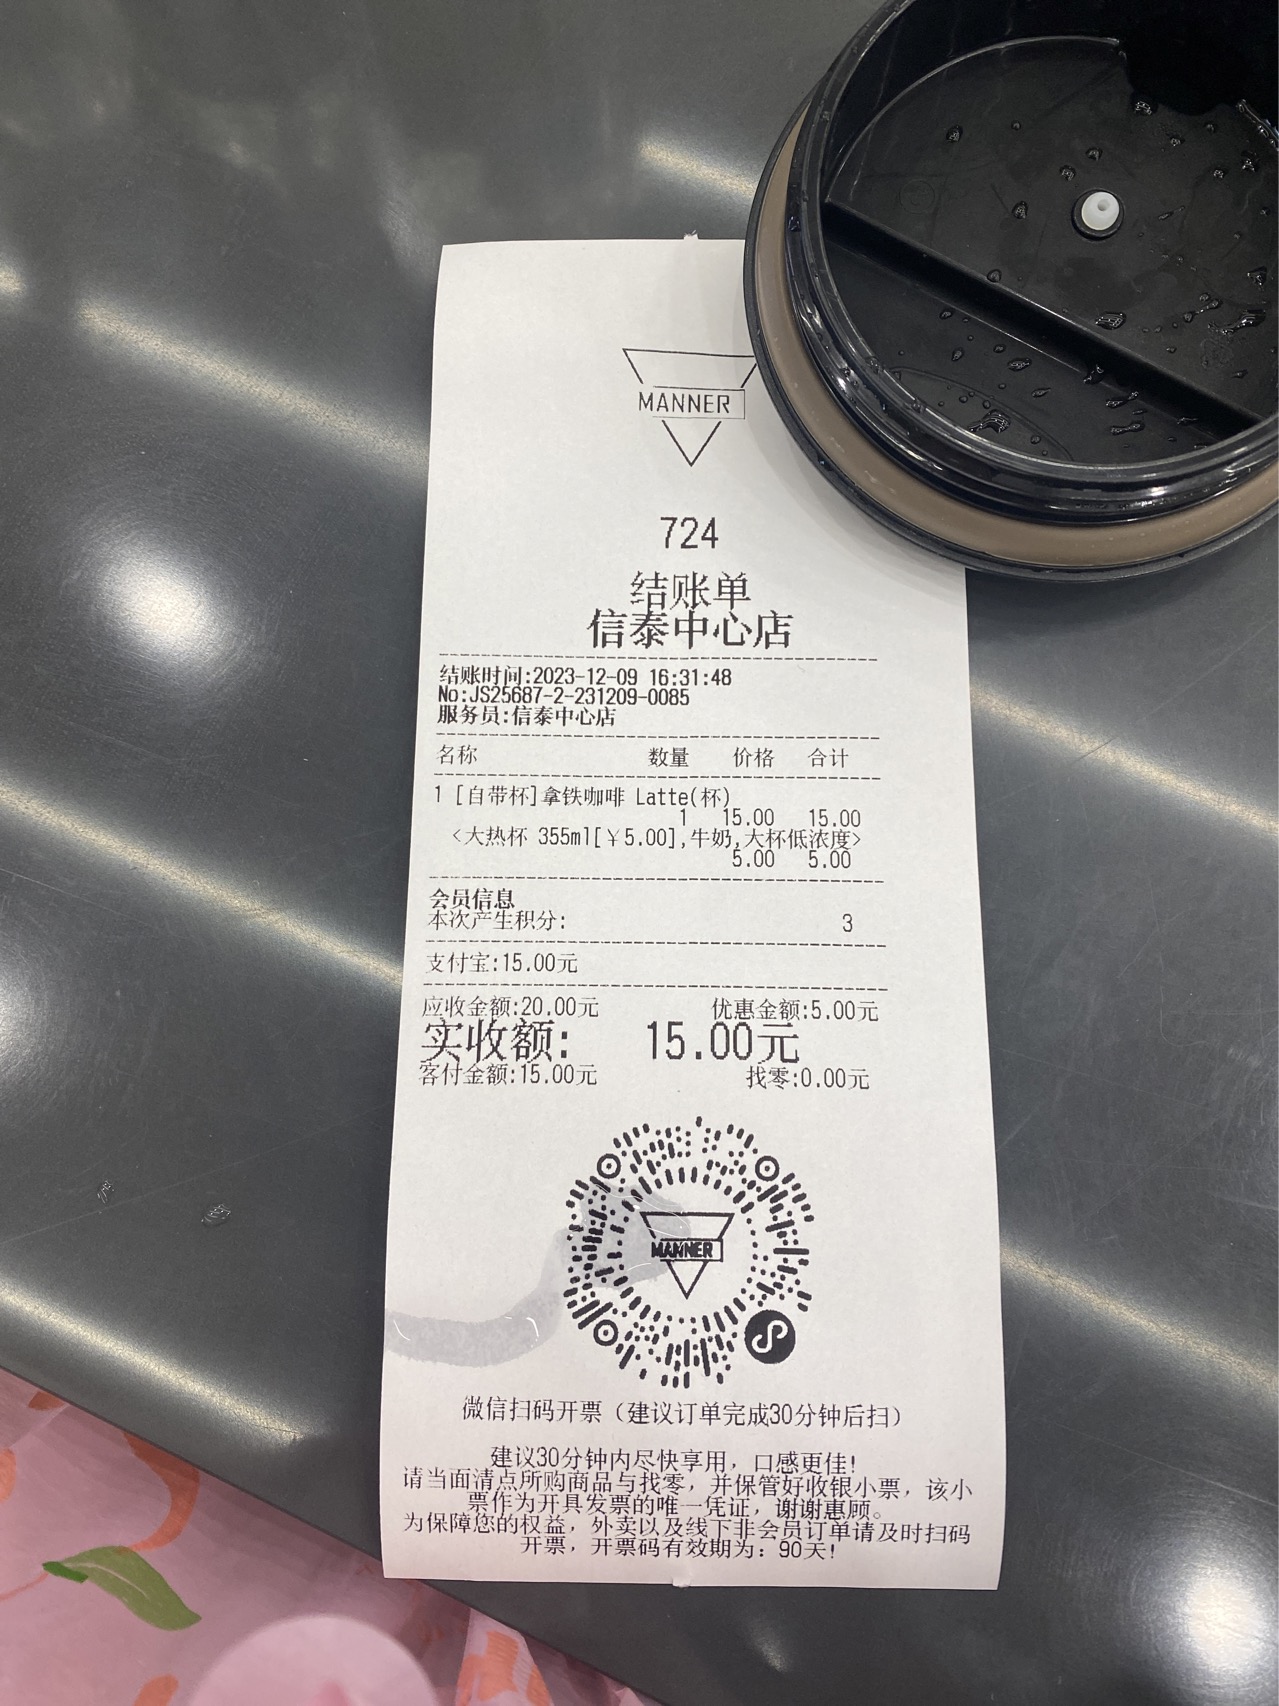 MANNER
724
结账单
信泰中心店
结账时间:2023-12-09 16:31:48
No:JS25687-2-231209-0085
服务员:信泰中心店
名称 数量 价格 合计
1 [自带杯]拿铁咖啡 Latte(杯)
1 15.00 15.00
<大热杯 355ml[￥5.00],牛奶,大杯低浓度>
5.00 5.00
会员信息
本次产生积分: 3
支付宝:15.00元
应收金额:20.00元 优惠金额:5.00元
实收额: 15.00元
客付金额:15.00元 找零:0.00元
MANNER
微信扫码开票（建议订单完成30分钟后扫）
建议30分钟内尽快享用，口感更佳!
请当面清点所购商品与找零，并保管好收银小票，该小
票作为开具发票的唯一凭证，谢谢惠顾。
为保障您的权益，外卖以及线下非会员订单请及时扫码
开票，开票码有效期为：90天!